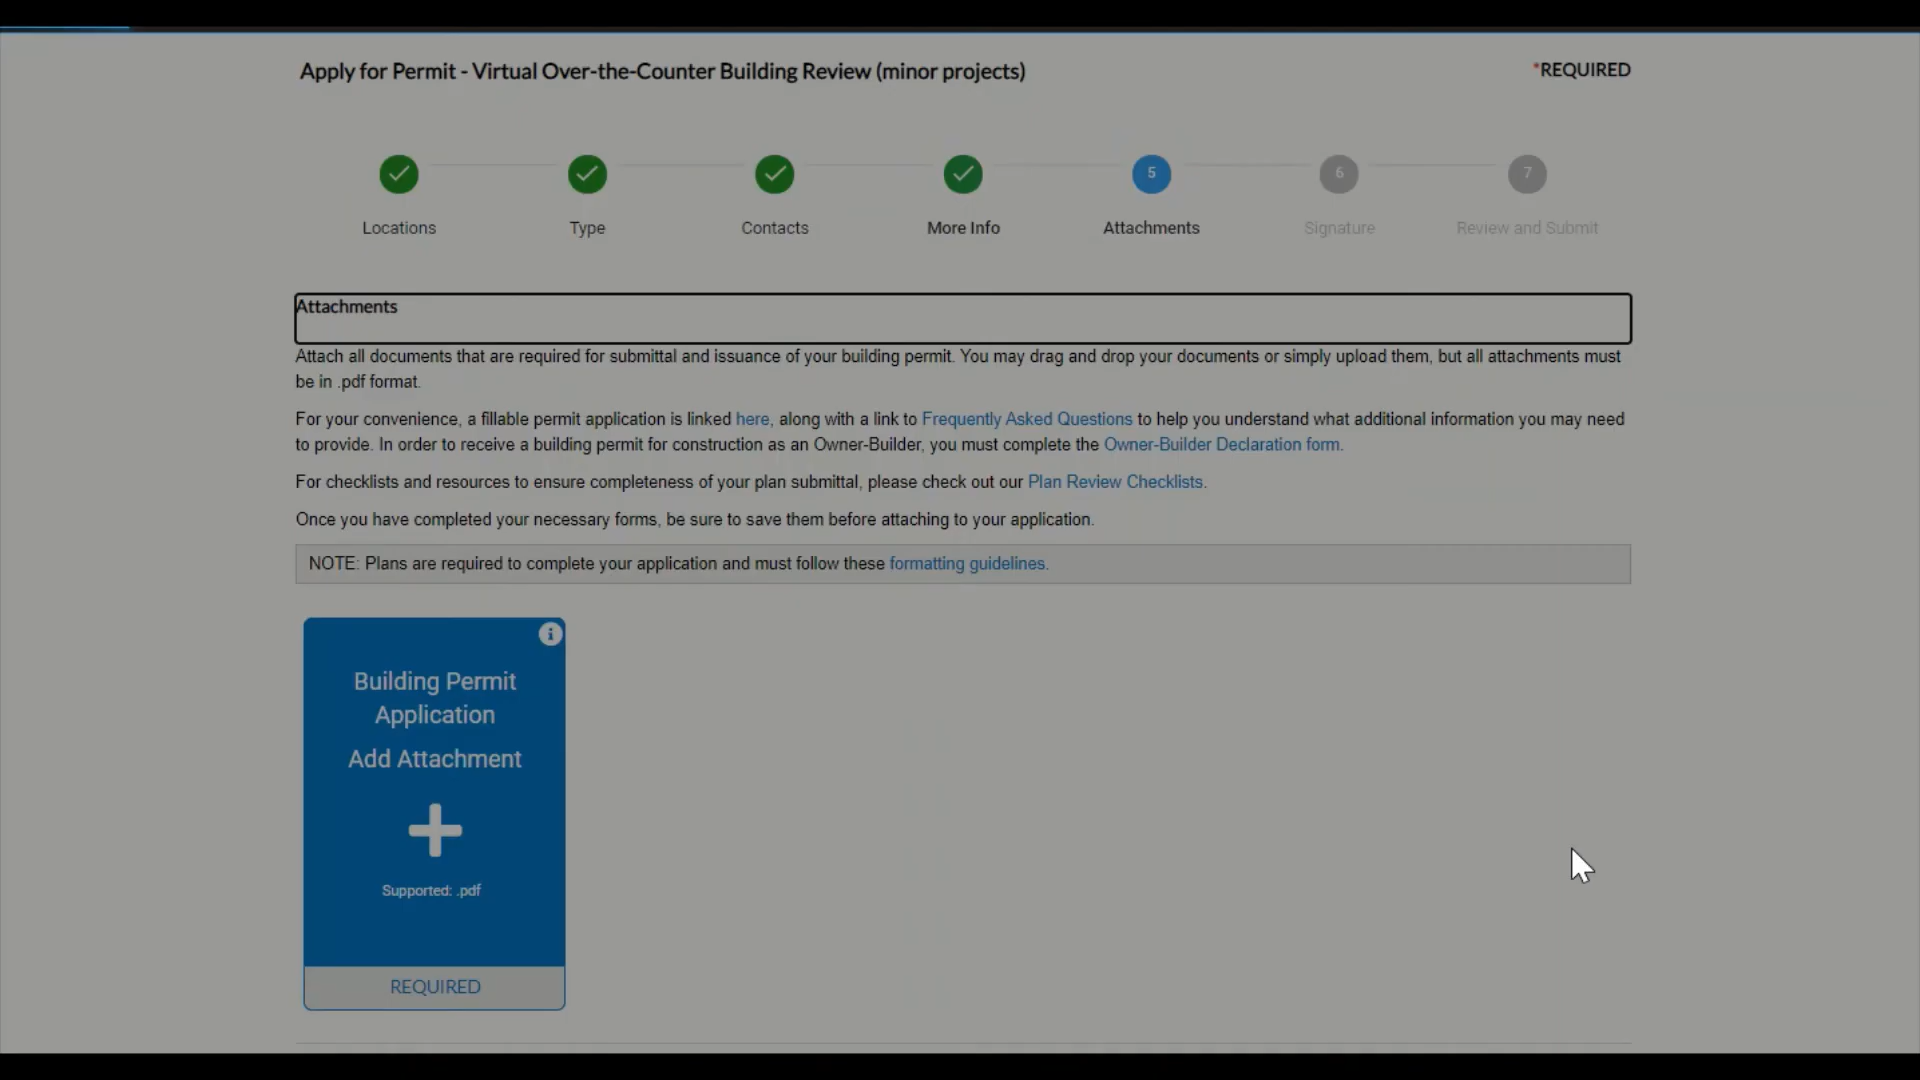 Apply for Permit - Virtual Over-the-Counter Building Review (minor projects)
*REQUIRED
5
6
7
Locations
Type
Contacts
More Info
Attachments
Signature
Review and Submit
Attachments
Attach all documents that are required for submittal and issuance of your building permit. You may drag and drop your documents or simply upload them, but all attachments must
be in .pdf format.
For your convenience, a fillable permit application is linked here, along with a link to Frequently Asked Questions to help you understand what additional information you may need
to provide. In order to receive a building permit for construction as an Owner-Builder, you must complete the Owner-Builder Declaration form.
For checklists and resources to ensure completeness of your plan submittal, please check out our Plan Review Checklists.
Once you have completed your necessary forms, be sure to save them before attaching to your application.
NOTE: Plans are required to complete your application and must follow these formatting guidelines.
Building Permit
Application
Add Attachment
Supported: .pdf
REQUIRED